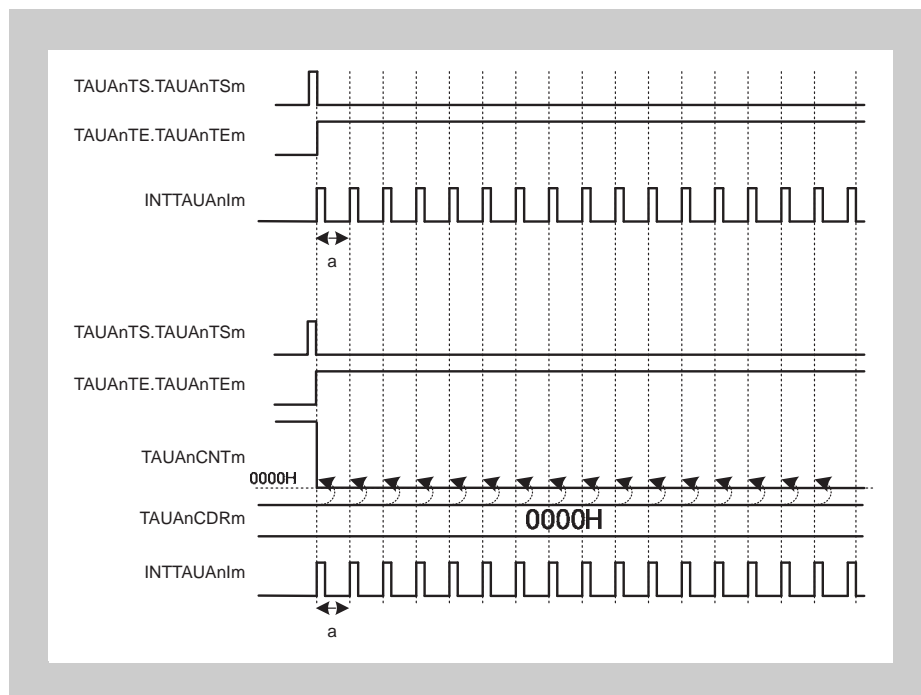 TAUAnTS.TAUAnTSm
TAUAnTE.TAUAnTEm
INTTAUAnIm
a
TAUAnTS.TAUAnTSm
TAUAnTE.TAUAnTEm
TAUAnCNTm
0000H
TAUAnCDRm
0000H
INTTAUAnIm
a